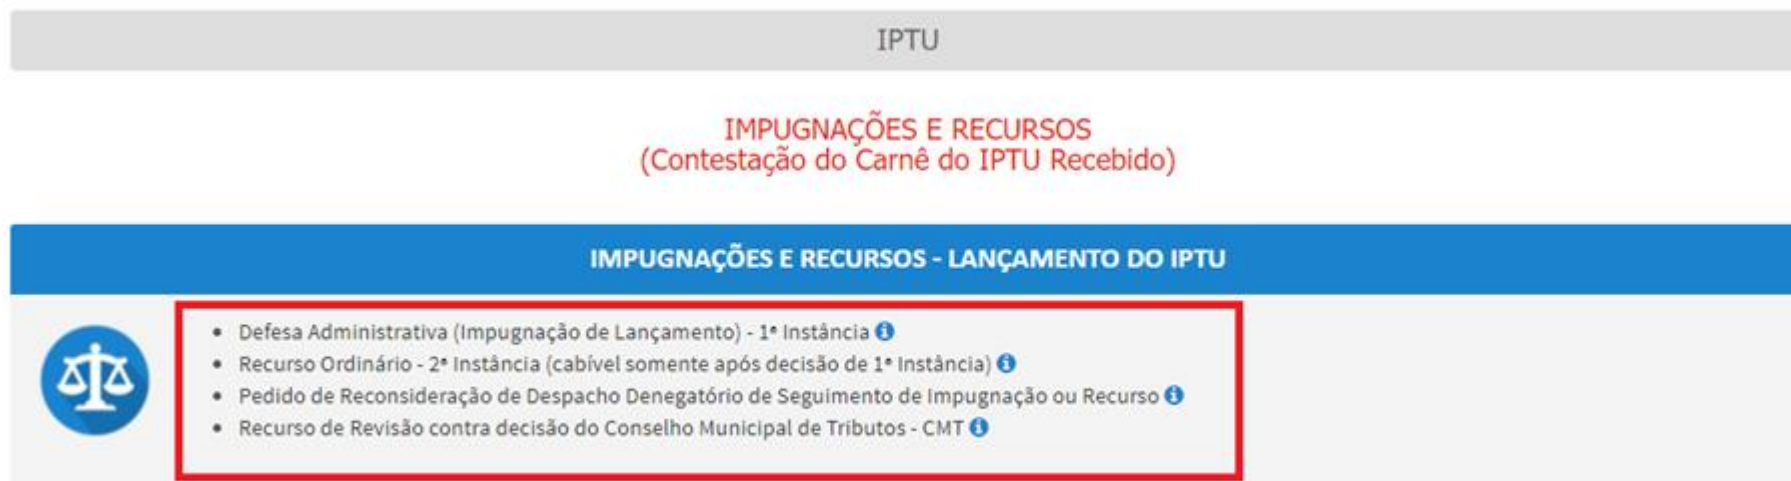 IPTU
IMPUGNAÇÕES E RECURSOS
(Contestação do Carnê do IPTU Recebido)
IMPUGNAÇÕES E RECURSOS - LANÇAMENTO DO IPTU
• Defesa Administrativa (Impugnação de Lançamento) - 1ª Instância
• Recurso Ordinário - 2ª Instância (cabível somente após decisão de 1ª Instância)
• Pedido de Reconsideração de Despacho Denegatório de Seguimento de Impugnação ou Recurso
• Recurso de Revisão contra decisão do Conselho Municipal de Tributos - CMT